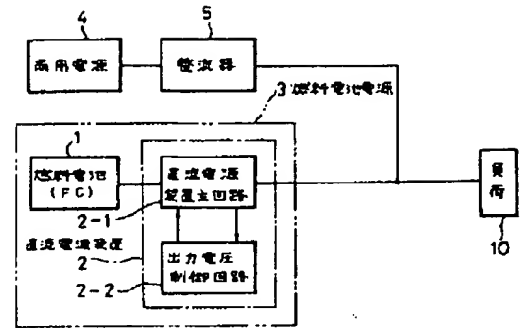 4
商用電源
5
整流器
3 燃料電池電源
1
燃料電池
(FC)
直流電源
装置主回路
2-1
直流電源装置
2
出力電圧
制御回路
2-2
負荷
10